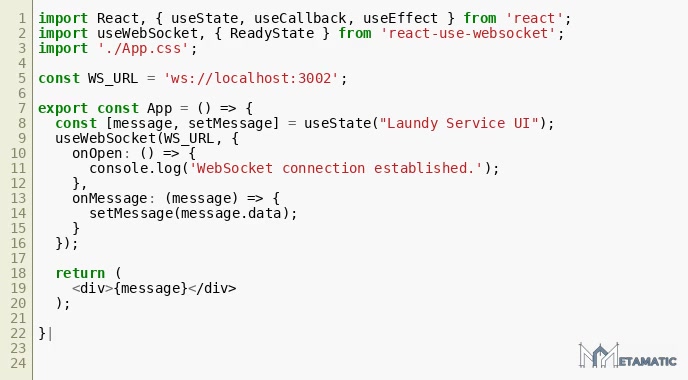 1 import React, { useState, useCallback, useEffect } from 'react';
2 import useWebSocket, { ReadyState } from 'react-use-websocket';
3 import './App.css';
4
5 const WS_URL = 'ws://localhost:3002';
6
7 export const App = () => {
8   const [message, setMessage] = useState("Laundy Service UI");
9   useWebSocket(WS_URL, {
10     onOpen: () => {
11       console.log('WebSocket connection established.');
12     },
13     onMessage: (message) => {
14       setMessage(message.data);
15     }
16   });
17
18   return (
19     <div>{message}</div>
20   );
21
22 }|
23
24
METAMATIC